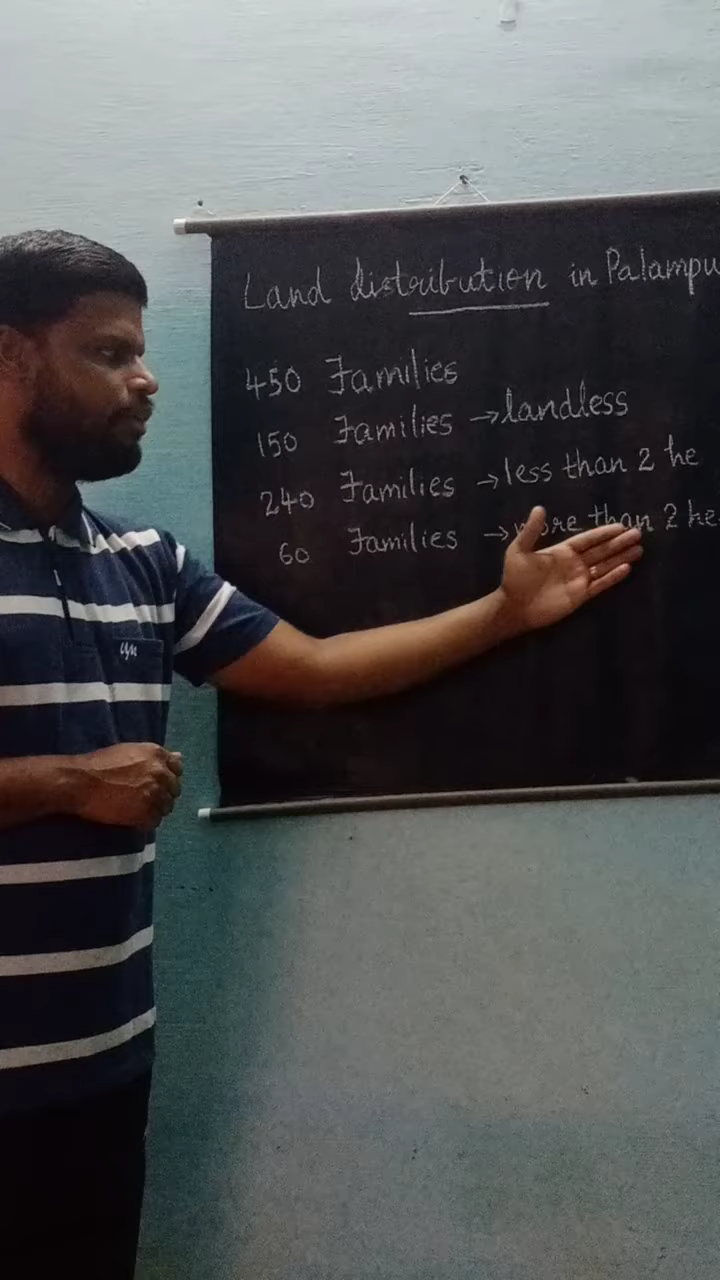 Land distribution in Palampu
450 Families
150 Families → landless
240 Families → less than 2 he
60 Families → more than 2 he